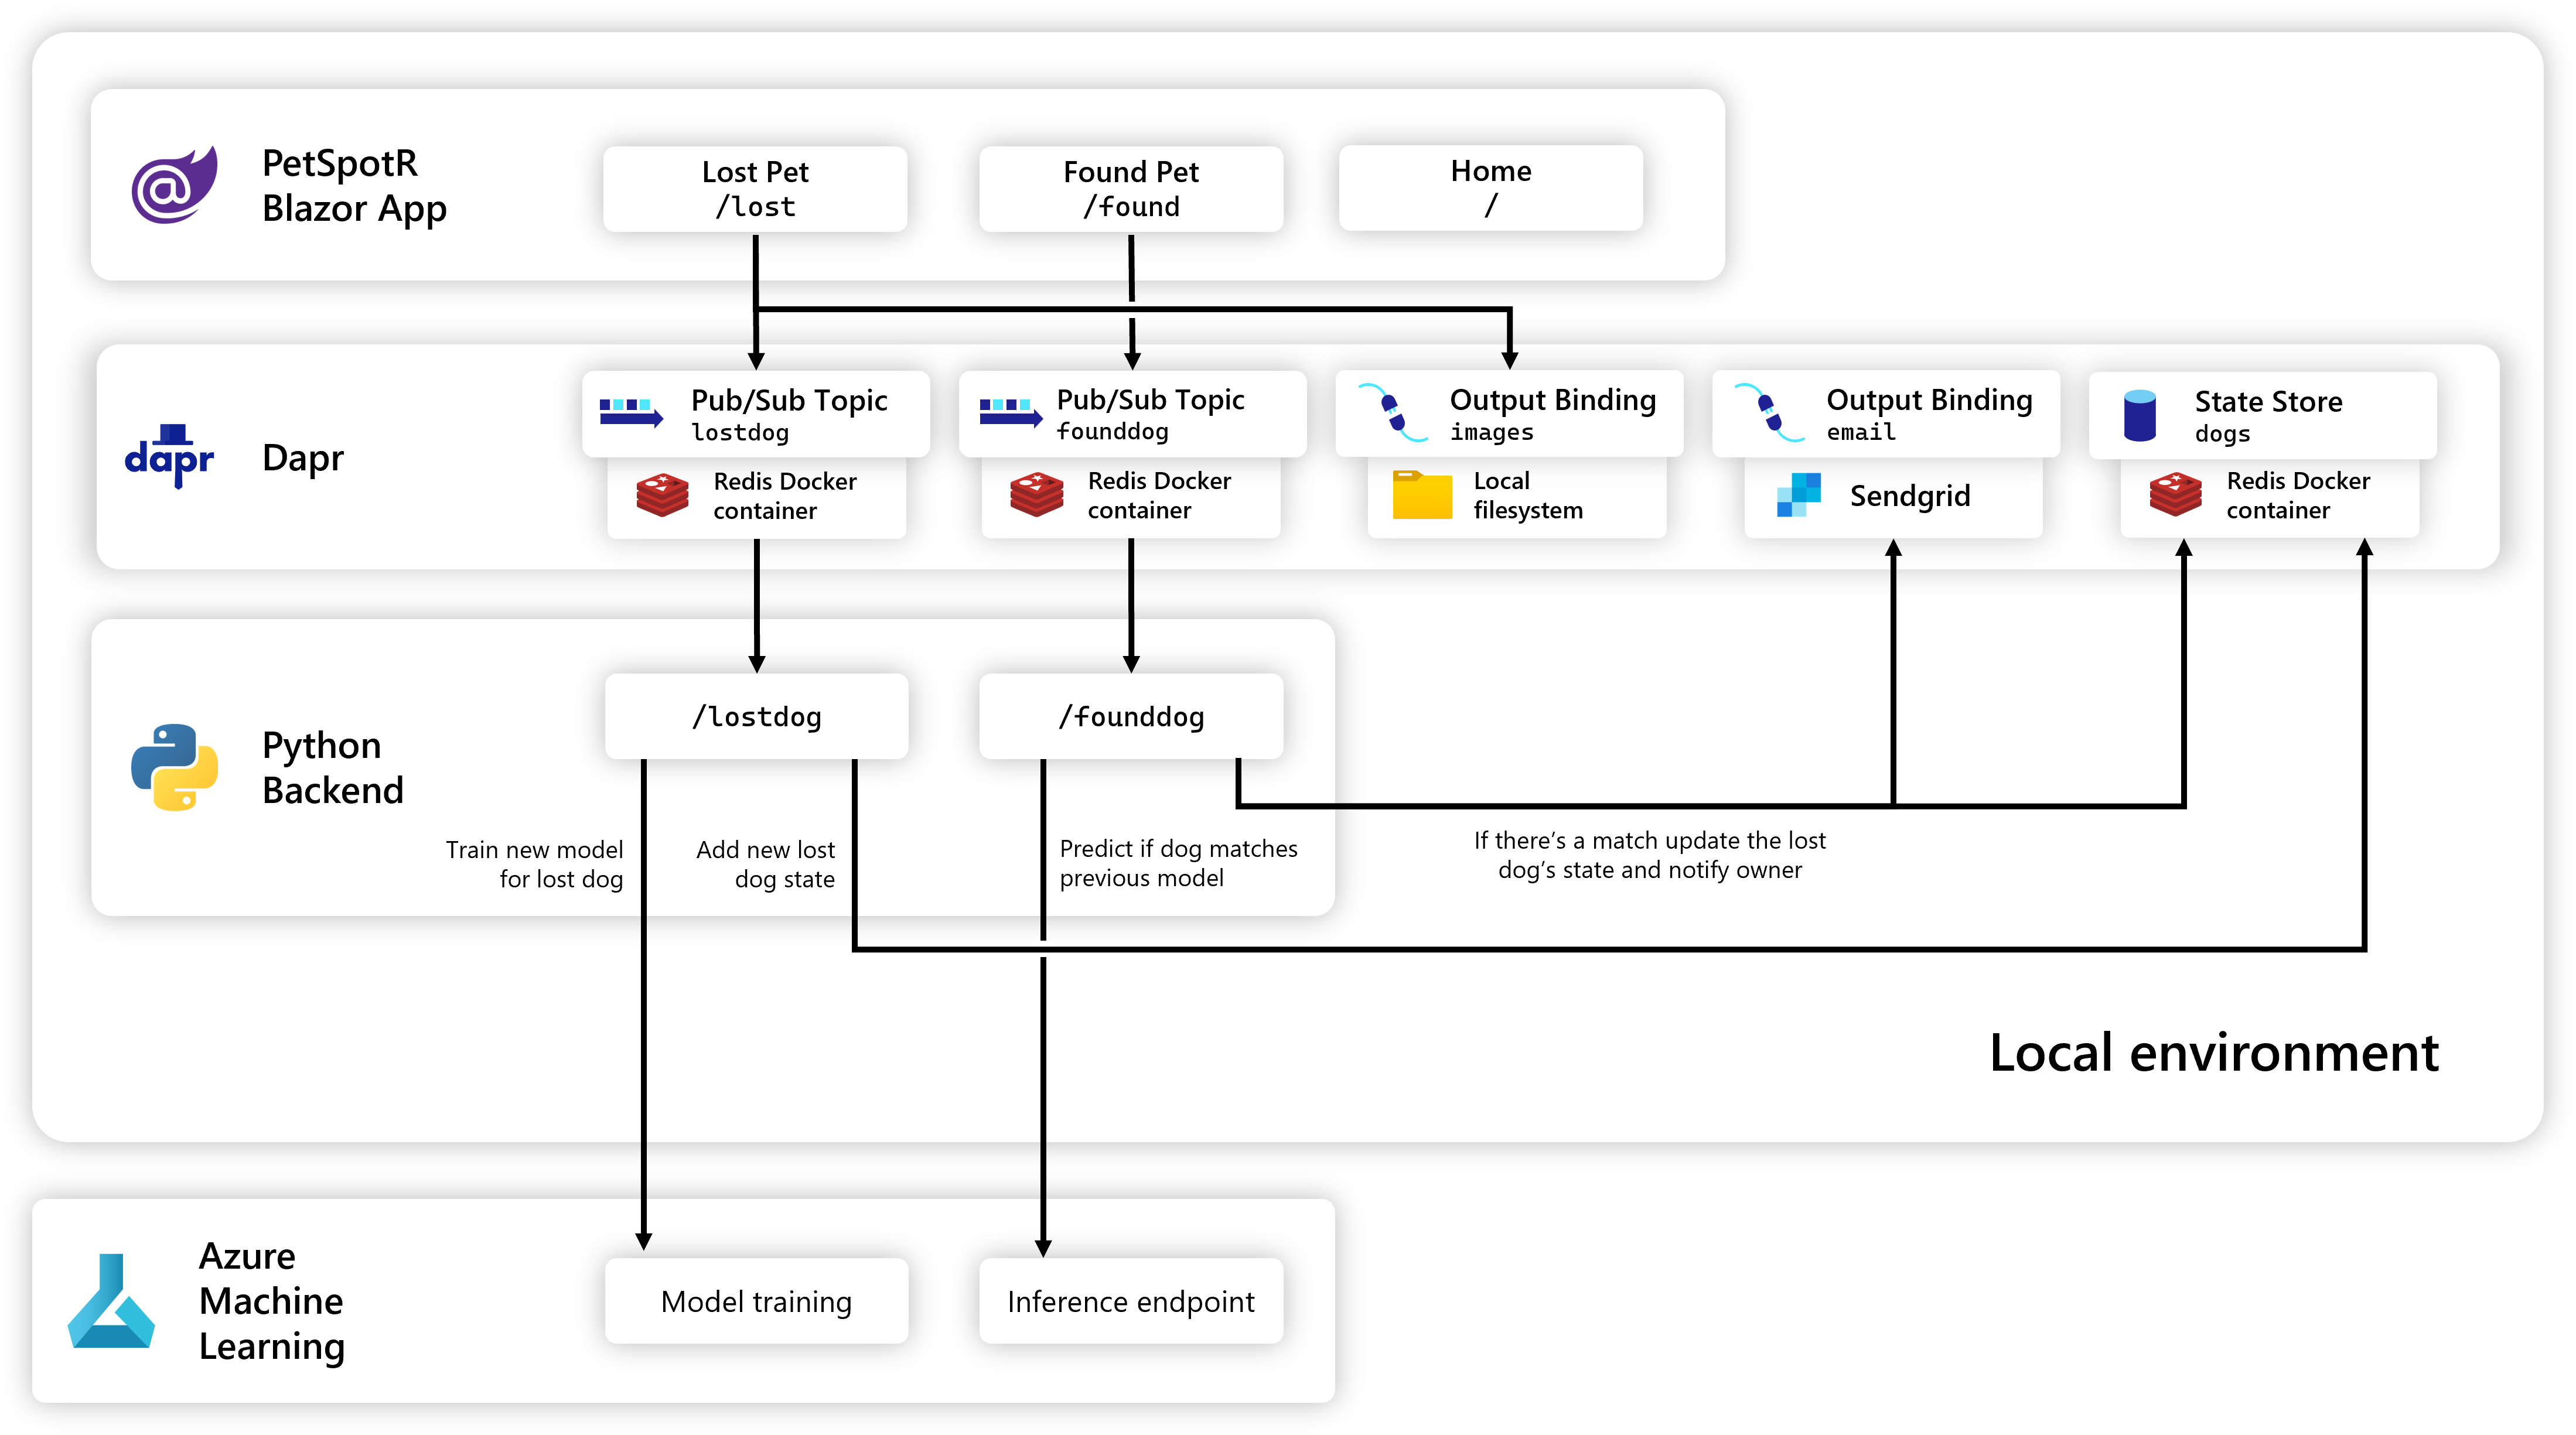 PetSpotR
Blazor App
Lost Pet
/lost
Found Pet
/found
Home
/
dapr
Dapr
Pub/Sub Topic
lostdog
Redis Docker
container
Pub/Sub Topic
founddog
Redis Docker
container
Output Binding
images
Local
filesystem
Output Binding
email
Sendgrid
State Store
dogs
Redis Docker
container
Python
Backend
/lostdog
/founddog
Train new model
for lost dog
Add new lost
dog state
Predict if dog matches
previous model
If there’s a match update the lost
dog’s state and notify owner
Local environment
Azure
Machine
Learning
Model training
Inference endpoint